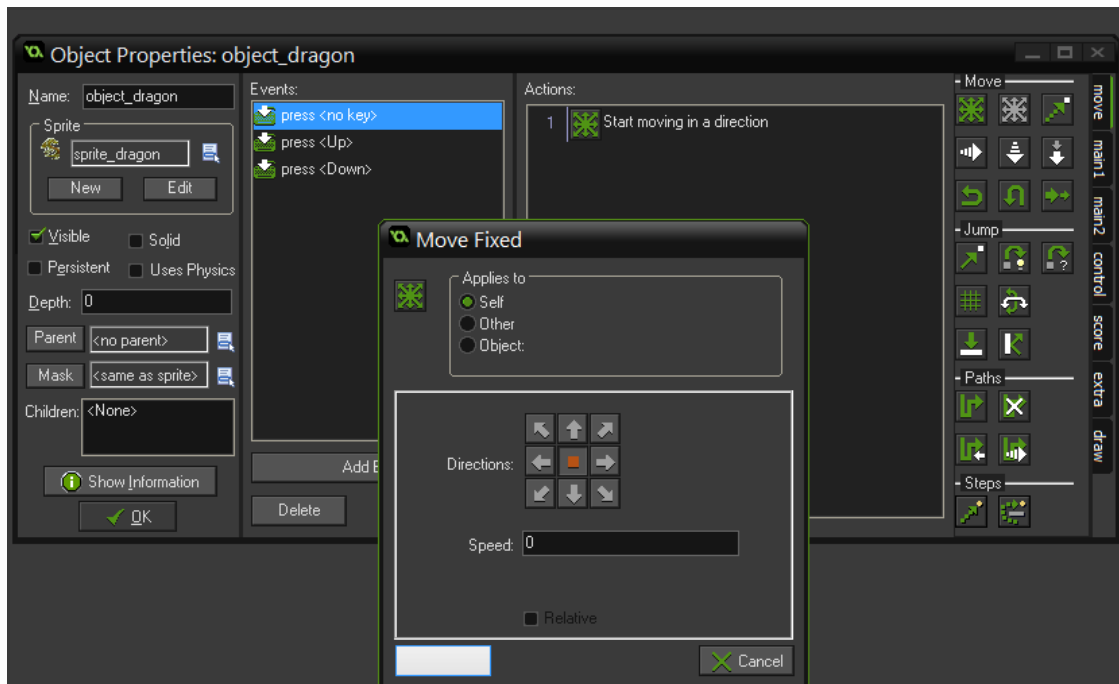 Object Properties: object_dragon
Name: object_dragon
Sprite
sprite_dragon
New Edit
Visible Solid
Persistent Uses Physics
Depth: 0
Parent <no parent>
Mask <same as sprite>
Children: <None>
Show Information
OK
Events:
press <no key>
press <Up>
press <Down>
Add E
Delete
Actions:
1 Start moving in a direction
Move Fixed
Applies to
Self
Other
Object:
Directions:
Speed: 0
Relative
Cancel
Move
Jump
Paths
Steps
move
main1
main2
control
score
extra
draw